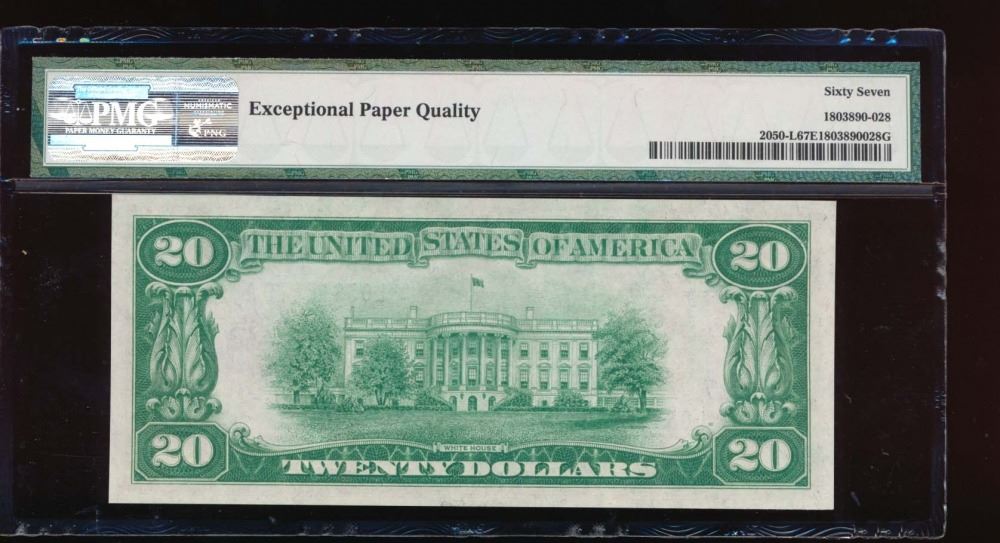 PMG
PAPER MONEY GUARANTY
NUMISMATIC
PNG
Exceptional Paper Quality
Sixty Seven
1803890-028
2050-L67E1803890028G
20 THE UNITED STATES OF AMERICA 20
WHITE HOUSE
20 TWENTY DOLLARS 20